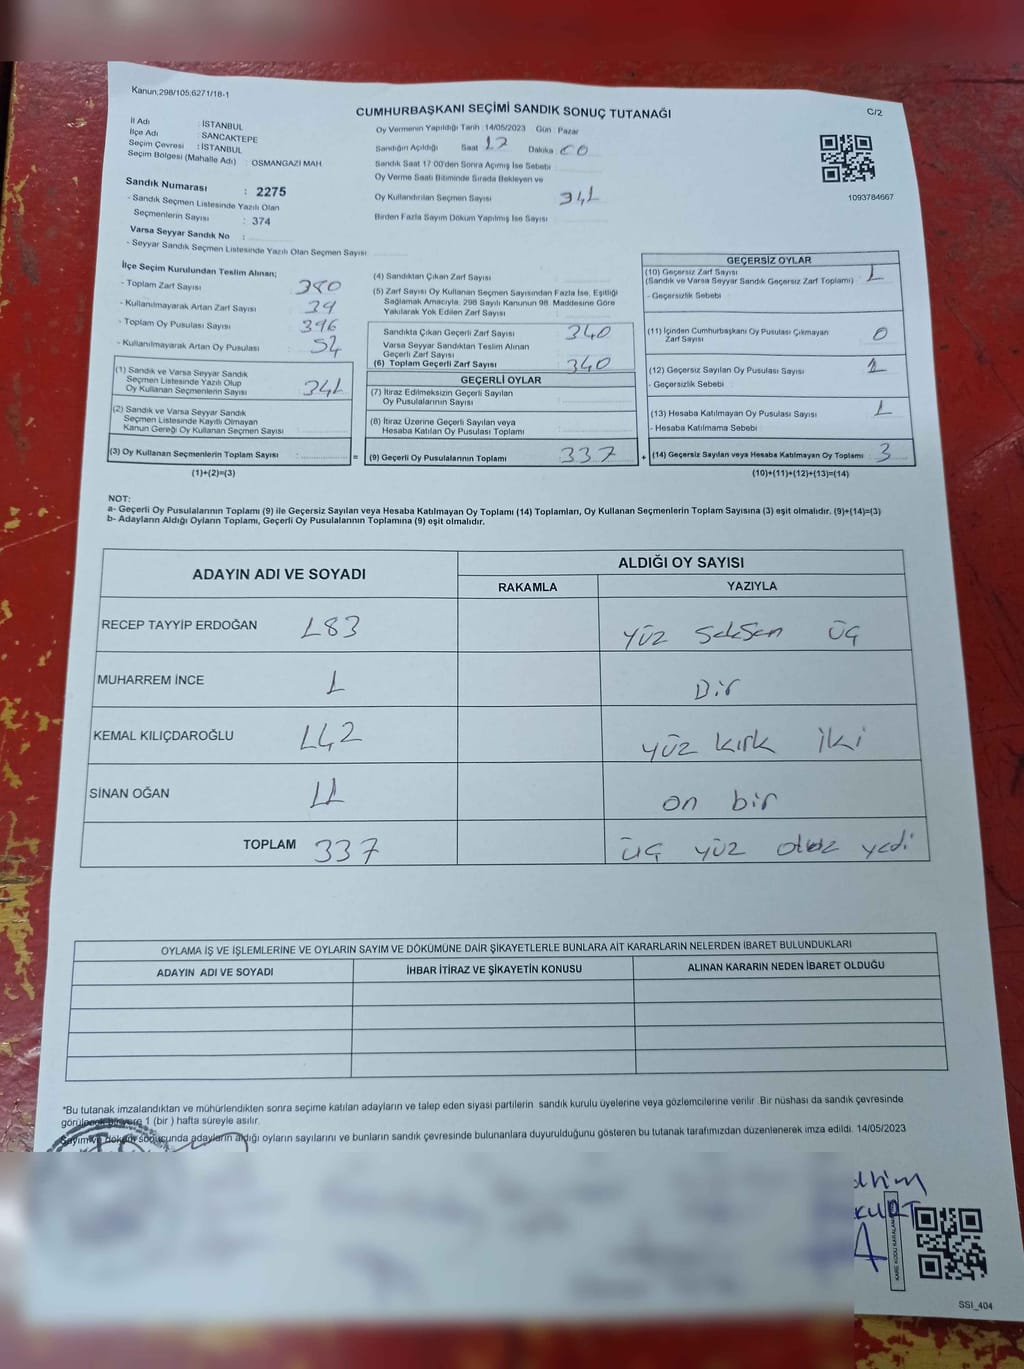 Kanun:298/105,6271/18-1
CUMHURBAŞKANI SEÇİMİ SANDIK SONUÇ TUTANAĞI
C/2
İl Adı : İSTANBUL
İlçe Adı : SANCAKTEPE
Seçim Çevresi : İSTANBUL
Seçim Bölgesi (Mahalle Adı) : OSMANGAZİ MAH
Sandık Numarası : 2275
- Sandık Seçmen Listesinde Yazılı Olan
Seçmenlerin Sayısı : 374
Varsa Seyyar Sandık No :
- Seyyar Sandık Seçmen Listesinde Yazılı Olan Seçmen Sayısı
Oy Vermenin Yapıldığı Tarih :14/05/2023 Gün : Pazar
Sandığın Açıldığı Saat 17 Dakika 00
Sandık Saat 17:00'den Sonra Açımış İse Sebebi
Oy Verme Saati Bitiminde Sırada Bekleyen ve
Oy Kullandırılan Seçmen Sayısı 341
Birden Fazla Sayım Döküm Yapılmış İse Sayısı
1093784667
İlçe Seçim Kurulundan Teslim Alınan;
- Toplam Zarf Sayısı 380
- Kullanılmayarak Artan Zarf Sayısı 39
- Toplam Oy Pusulası Sayısı 396
- Kullanılmayarak Artan Oy Pusulası 54
(1) Sandık ve Varsa Seyyar Sandık
Seçmen Listesinde Yazılı Olup
Oy Kullanan Seçmenlerin Sayısı 341
(2) Sandık ve Varsa Seyyar Sandık
Seçmen Listesinde Kayıtlı Olmayan
Kanun Gereği Oy Kullanan Seçmen Sayısı
(3) Oy Kullanan Seçmenlerin Toplam Sayısı =
(1)+(2)=(3)
(4) Sandıktan Çıkan Zarf Sayısı
(5) Zarf Sayısı Oy Kullanan Seçmen Sayısından Fazla İse, Eşitliği
Sağlamak Amacıyla; 298 Sayılı Kanunun 98. Maddesine Göre
Yakılarak Yok Edilen Zarf Sayısı
Sandıkta Çıkan Geçerli Zarf Sayısı 340
Varsa Seyyar Sandıktan Teslim Alınan
Geçerli Zarf Sayısı
(6) Toplam Geçerli Zarf Sayısı 340
GEÇERLİ OYLAR
(7) İtiraz Edilmeksizin Geçerli Sayılan
Oy Pusulalarının Sayısı
(8) İtiraz Üzerine Geçerli Sayılan veya
Hesaba Katılan Oy Pusulası Toplamı
(9) Geçerli Oy Pusulalarının Toplamı 337 +
GEÇERSİZ OYLAR
(10) Geçersiz Zarf Sayısı 1
(Sandık ve Varsa Seyyar Sandık Geçersiz Zarf Toplamı)
- Geçersizlik Sebebi
(11) İçinden Cumhurbaşkanı Oy Pusulası Çıkmayan
Zarf Sayısı 0
(12) Geçersiz Sayılan Oy Pusulası Sayısı
- Geçersizlik Sebebi
(13) Hesaba Katılmayan Oy Pusulası Sayısı 1
- Hesaba Katılmama Sebebi
(14) Geçersiz Sayılan veya Hesaba Katılmayan Oy Toplamı 3
(10)+(11)+(12)+(13)=(14)
NOT:
a- Geçerli Oy Pusulalarının Toplamı (9) ile Geçersiz Sayılan veya Hesaba Katılmayan Oy Toplamı (14) Toplamları, Oy Kullanan Seçmenlerin Toplam Sayısına (3) eşit olmalıdır. (9)+(14)=(3)
b- Adayların Aldığı Oyların Toplamı, Geçerli Oy Pusulalarının Toplamına (9) eşit olmalıdır.
ADAYIN ADI VE SOYADI ALDIĞI OY SAYISI
RAKAMLA YAZIYLA
RECEP TAYYİP ERDOĞAN 183 yüz seksen üç
MUHARREM İNCE 1 Bir
KEMAL KILIÇDAROĞLU 142 yüz kırk iki
SİNAN OĞAN 11 on bir
TOPLAM 337 üç yüz otuz yedi
OYLAMA İŞ VE İŞLEMLERİNE VE OYLARIN SAYIM VE DÖKÜMÜNE DAİR ŞİKAYETLERLE BUNLARA AİT KARARLARIN NELERDEN İBARET BULUNDUKLARI
ADAYIN ADI VE SOYADI İHBAR İTİRAZ VE ŞİKAYETİN KONUSU ALINAN KARARIN NEDEN İBARET OLDUĞU
*Bu tutanak imzalandıktan ve mühürlendikten sonra seçime katılan adayların ve talep eden siyasi partilerin sandık kurulu üyelerine veya gözlemcilerine verilir .Bir nüshası da sandık çevresinde
görülecek bir yere 1 (bir ) hafta süreyle asılır.
Sayım ve döküm sonucunda adayların aldığı oyların sayılarını ve bunların sandık çevresinde bulunanlara duyurulduğunu gösteren bu tutanak tarafımızdan düzenlenerek imza edildi. 14/05/2023
SSI_404